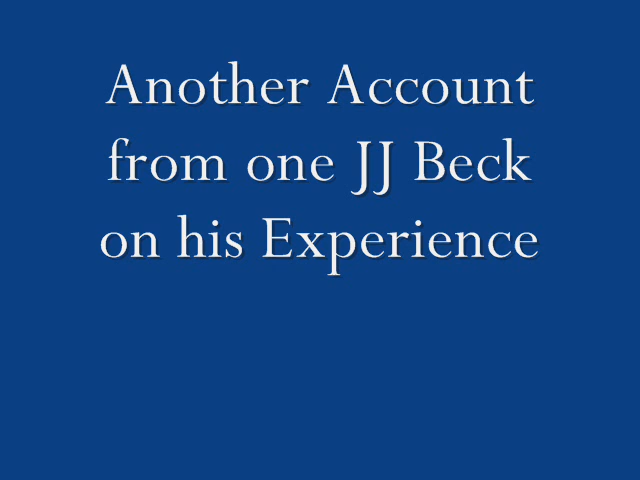 Another Account
from one JJ Beck
on his Experience